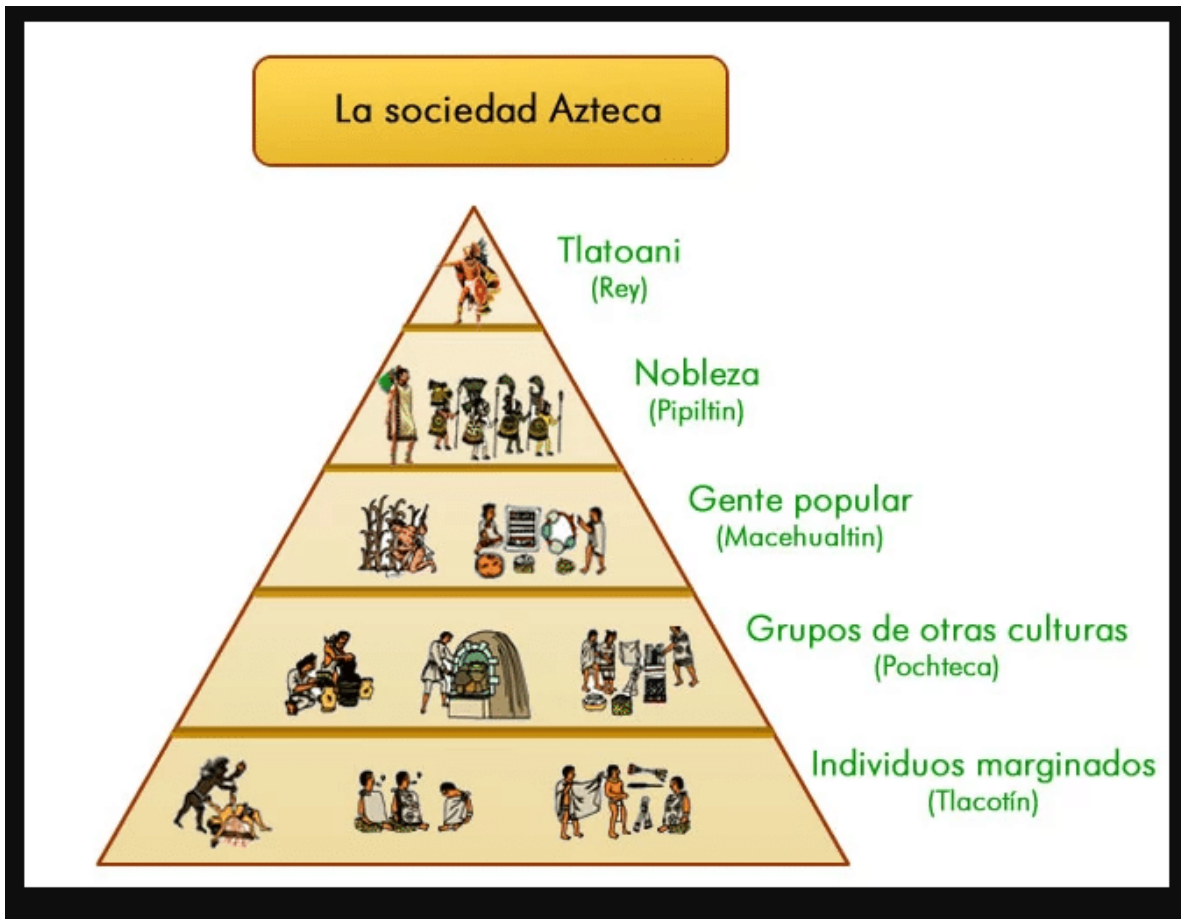 La sociedad Azteca
Tlatoani
(Rey)
Nobleza
(Pipiltin)
Gente popular
(Macehualtin)
Grupos de otras culturas
(Pochteca)
Individuos marginados
(Tlacotín)